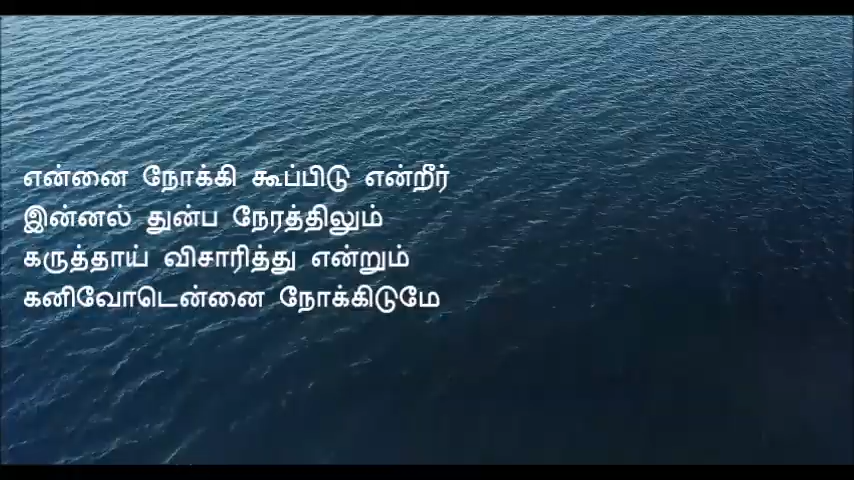 என்னை நோக்கி கூப்பிடு என்றீர்
இன்னல் துன்ப நேரத்திலும்
கருத்தாய் விசாரித்து என்றும்
கனிவோடென்னை நோக்கிடுமே